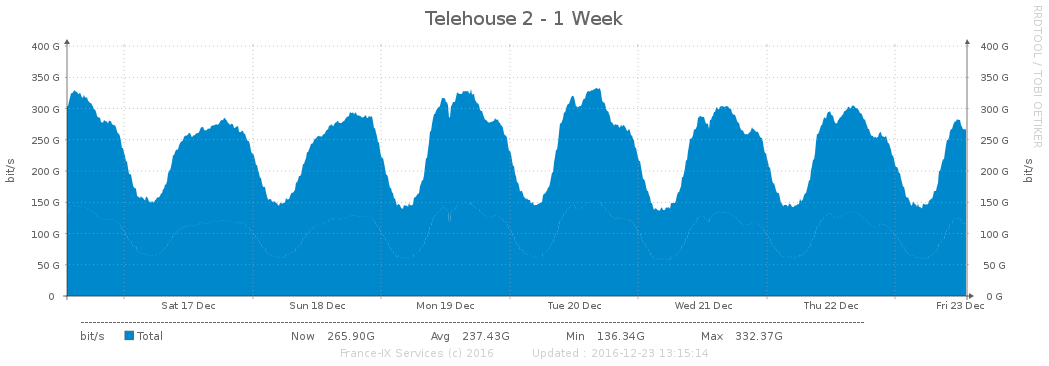 Telehouse 2 - 1 Week
RRDTOOL / TOBI OETIKER
400 G 400 G
350 G 350 G
300 G 300 G
250 G 250 G
200 G 200 G
150 G 150 G
100 G 100 G
50 G 50 G
0 0 G
bit/s
bit/s
Sat 17 Dec Sun 18 Dec Mon 19 Dec Tue 20 Dec Wed 21 Dec Thu 22 Dec Fri 23 Dec
bit/s Total Now 265.90G Avg 237.43G Min 136.34G Max 332.37G
France-IX Services (c) 2016 Updated : 2016-12-23 13:15:14